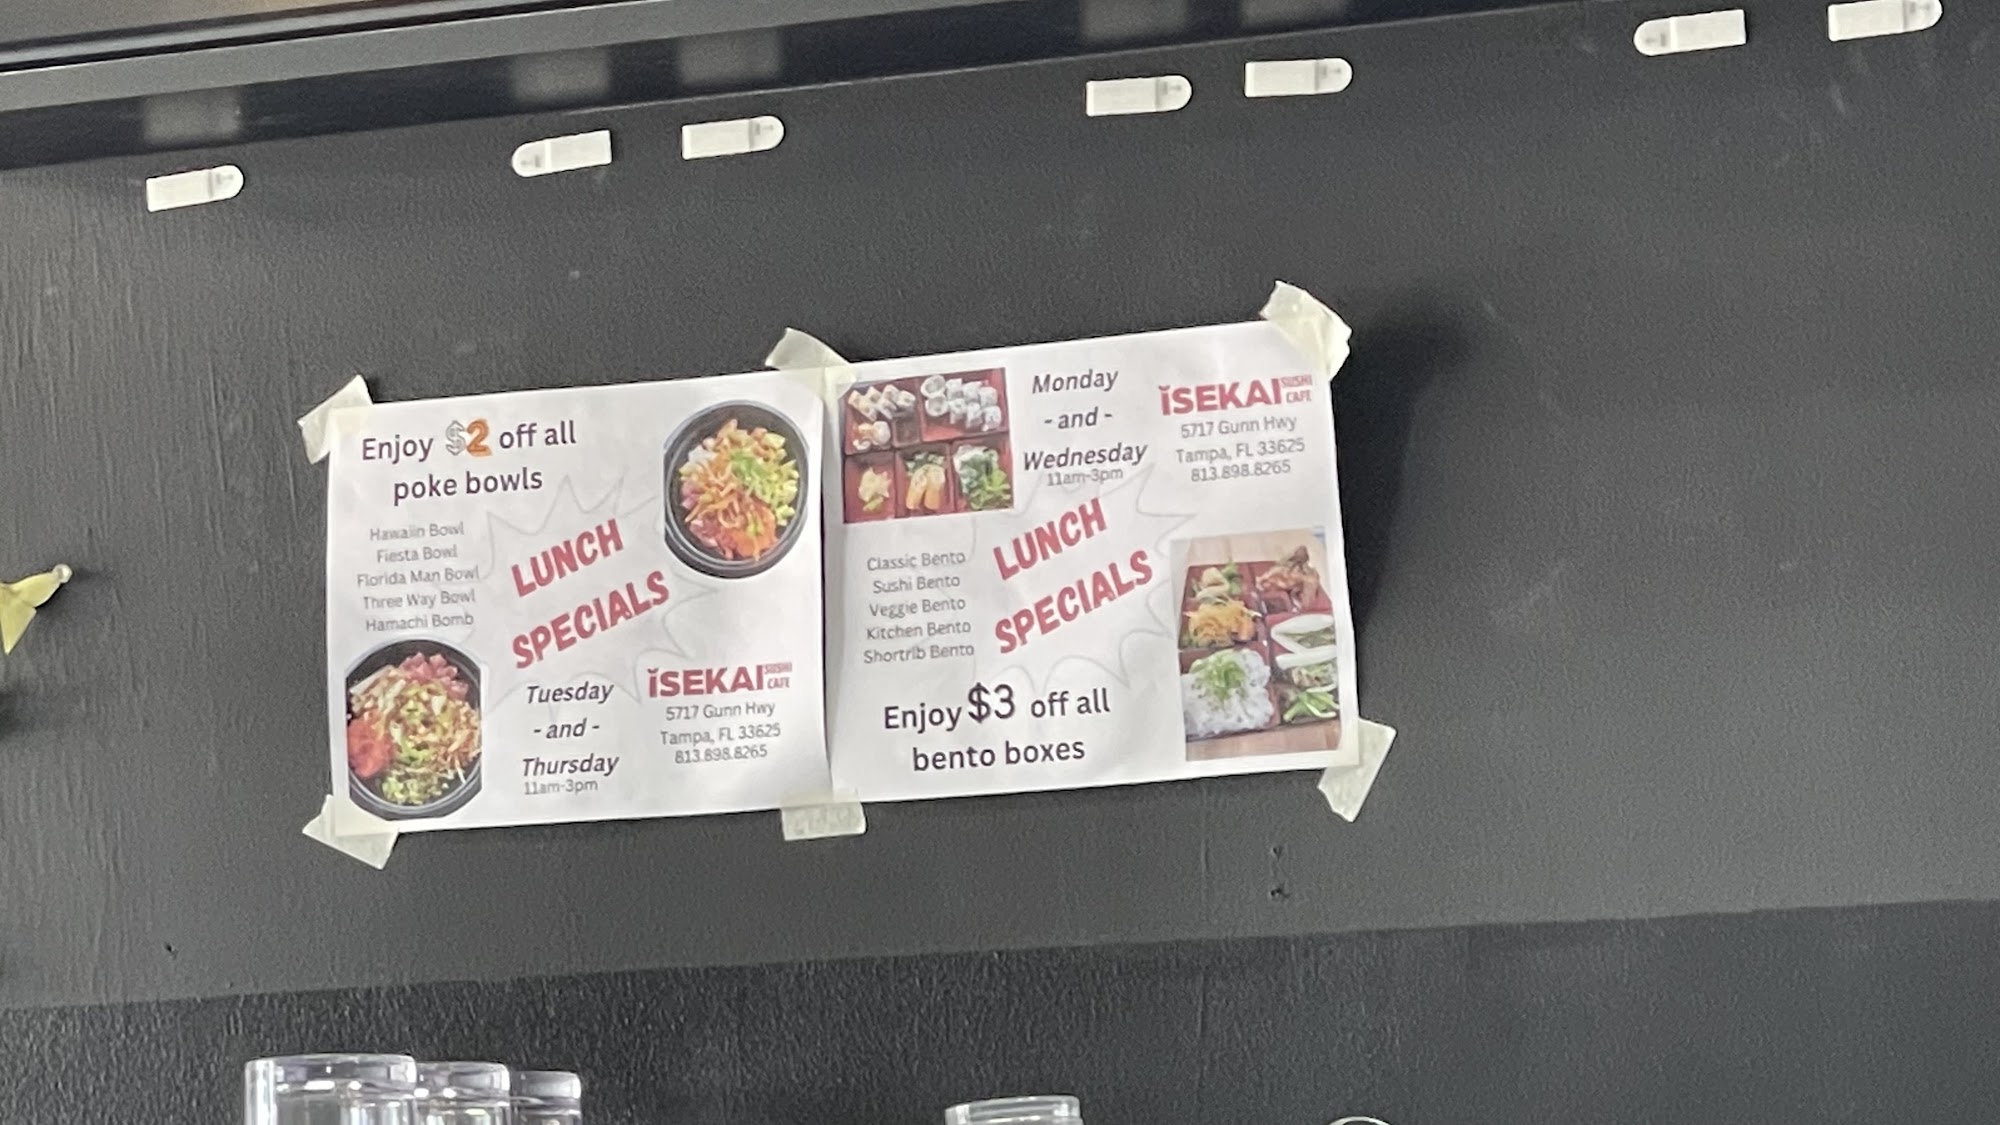 Enjoy $2 off all
poke bowls
Hawaiin Bowl
Fiesta Bowl
Florida Man Bowl
Three Way Bowl
Hamachi Bomb
LUNCH
SPECIALS
Tuesday
- and -
Thursday
11am-3pm
ISEKAI SUSHI CAFE
5717 Gunn Hwy
Tampa, FL 33625
813.898.8265
Monday
- and -
Wednesday
11am-3pm
ISEKAI SUSHI CAFE
5717 Gunn Hwy
Tampa, FL 33625
813.898.8265
Classic Bento
Sushi Bento
Veggie Bento
Kitchen Bento
Shortrib Bento
LUNCH
SPECIALS
Enjoy $3 off all
bento boxes